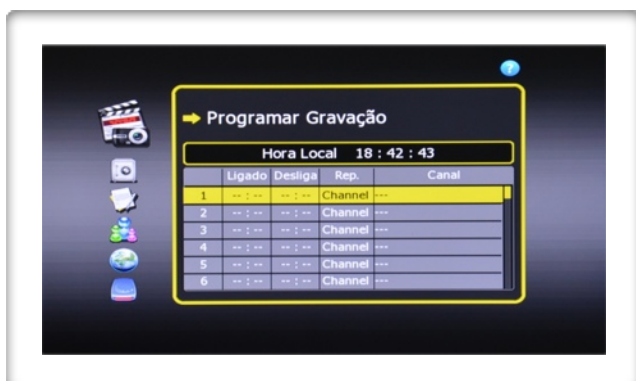 ?
Programar Gravação
Hora Local 18 : 42 : 43
Ligado Desliga Rep. Canal
1 -- : -- -- : -- Channel ---
2 -- : -- -- : -- Channel ---
3 -- : -- -- : -- Channel ---
4 -- : -- -- : -- Channel ---
5 -- : -- -- : -- Channel ---
6 -- : -- -- : -- Channel ---